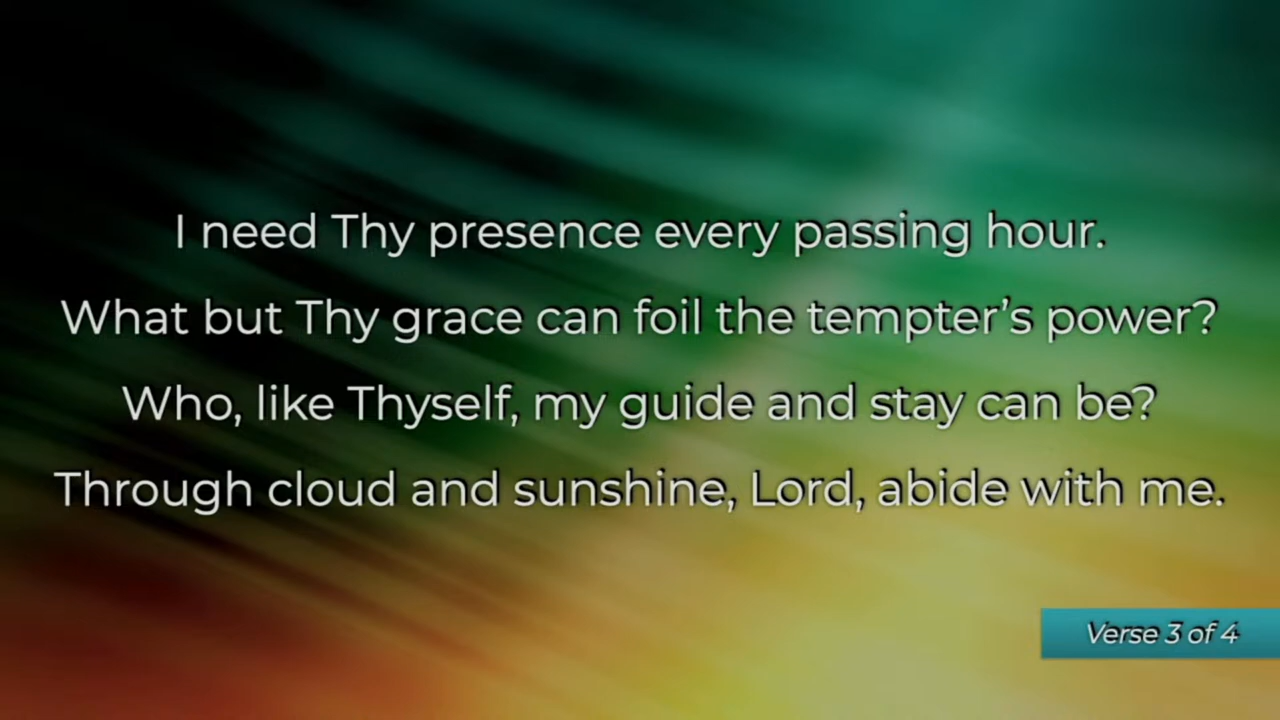 I need Thy presence every passing hour.
What but Thy grace can foil the tempter’s power?
Who, like Thyself, my guide and stay can be?
Through cloud and sunshine, Lord, abide with me.
Verse 3 of 4